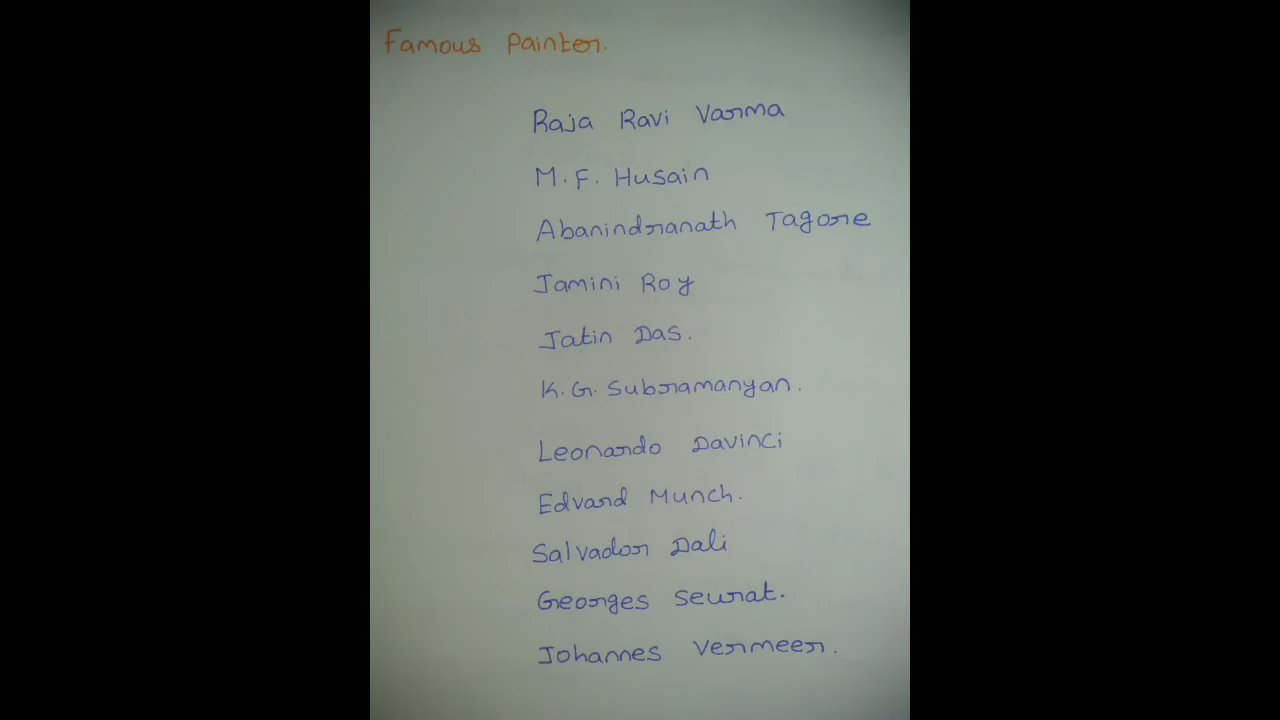 Famous Painter.
Raja Ravi Varma
M.F. Husain
Abanindranath Tagore
Jamini Roy
Jatin Das.
K.G. Subramanyan.
Leonardo Davinci
Edvard Munch.
Salvador Dali
Georges Seurat.
Johannes Vermeer.